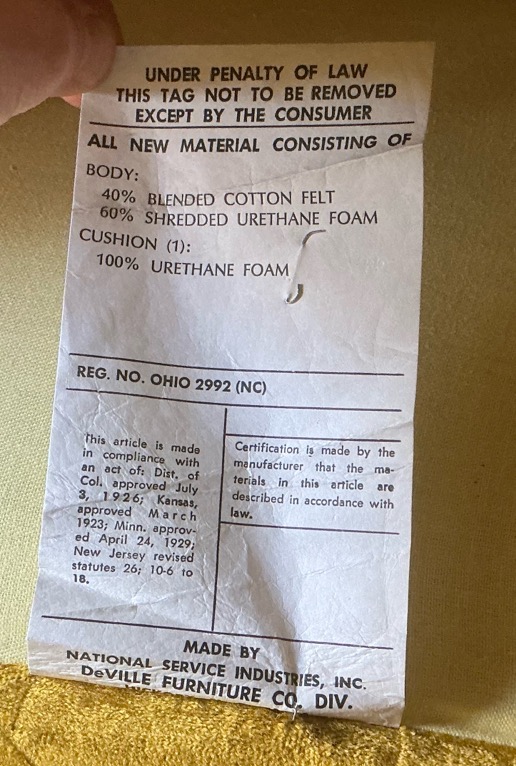 UNDER PENALTY OF LAW
THIS TAG NOT TO BE REMOVED
EXCEPT BY THE CONSUMER
ALL NEW MATERIAL CONSISTING OF
BODY:
40% BLENDED COTTON FELT
60% SHREDDED URETHANE FOAM
CUSHION (1):
100% URETHANE FOAM
REG. NO. OHIO 2992 (NC)
This article is made
in compliance with
an act of: Dist. of
Col. approved July
3, 1926; Kansas,
approved March
1923; Minn. approv-
ed April 24, 1929;
New Jersey revised
statutes 26; 10-6 to
18.
Certification is made by the
manufacturer that the ma-
terials in this article are
described in accordance with
law.
MADE BY
NATIONAL SERVICE INDUSTRIES, INC.
DeVILLE FURNITURE CO. DIV.